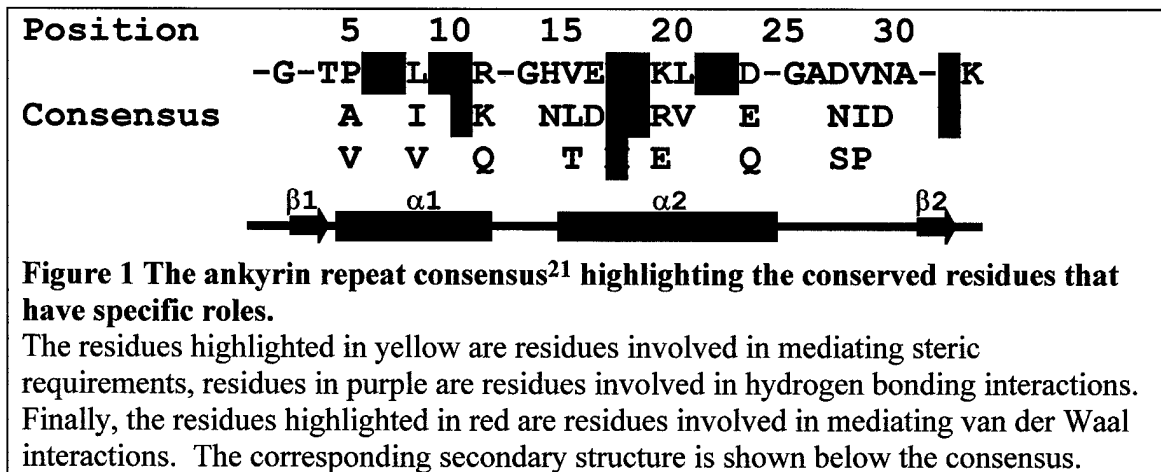 Position 5 10 15 20 25 30
-G-TP L R-GHVE KL D-GADVNA- K
Consensus A I K NLD RV E NID
V V Q T E Q SP
β1 α1 α2 β2
Figure 1 The ankyrin repeat consensus21 highlighting the conserved residues that
have specific roles.
The residues highlighted in yellow are residues involved in mediating steric
requirements, residues in purple are residues involved in hydrogen bonding interactions.
Finally, the residues highlighted in red are residues involved in mediating van der Waal
interactions. The corresponding secondary structure is shown below the consensus.